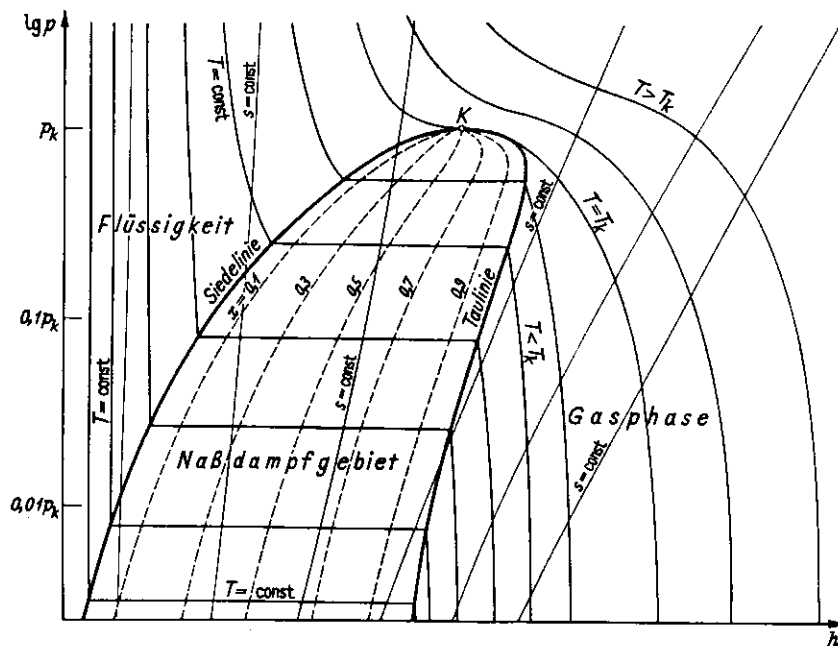 lg p
T = const
s = const
T > T_k
K
p_k
s = const
T = T_k
Flüssigkeit
Siedelinie
x = 0,1
0,3
0,5
0,7
0,9
Taulinie
0,1p_k
T < T_k
T = const
s = const
Gasphase
s = const
Naßdampfgebiet
0,01p_k
T = const
h